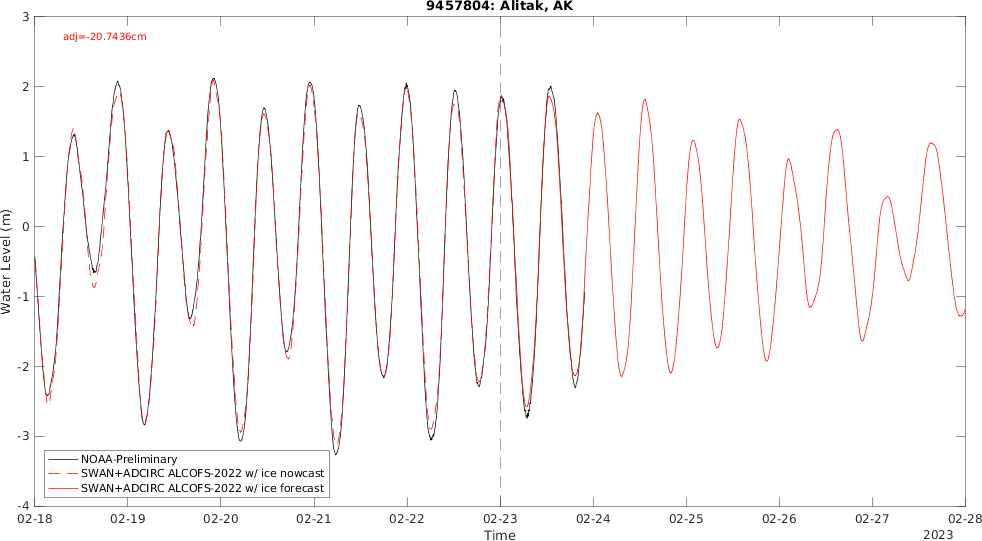 9457804: Alitak, AK
adj=-20.7436cm
3
2
1
0
-1
-2
-3
-4
Water Level (m)
NOAA-Preliminary
SWAN+ADCIRC ALCOFS-2022 w/ ice nowcast
SWAN+ADCIRC ALCOFS-2022 w/ ice forecast
02-18 02-19 02-20 02-21 02-22 02-23 02-24 02-25 02-26 02-27 02-28
Time
2023